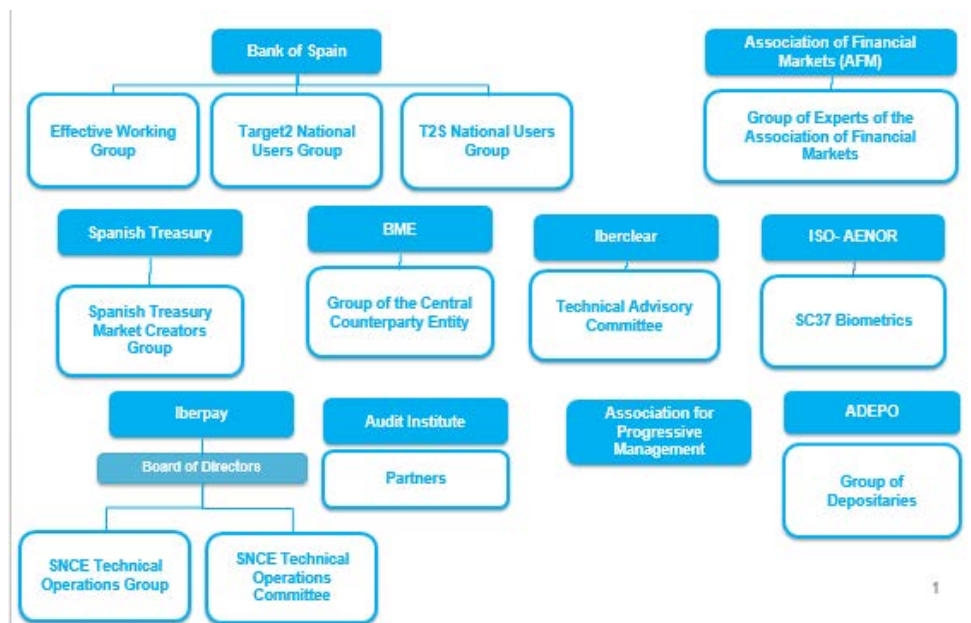 Bank of Spain
Effective Working
Group
Target2 National
Users Group
T2S National Users
Group
Association of Financial
Markets (AFM)
Group of Experts of the
Association of Financial
Markets
Spanish Treasury
Spanish Treasury
Market Creators
Group
BME
Group of the Central
Counterparty Entity
Iberclear
Technical Advisory
Committee
ISO- AENOR
SC37 Biometrics
Iberpay
Board of Directors
SNCE Technical
Operations Group
SNCE Technical
Operations
Committee
Audit Institute
Partners
Association for
Progressive
Management
ADEPO
Group of
Depositaries
1